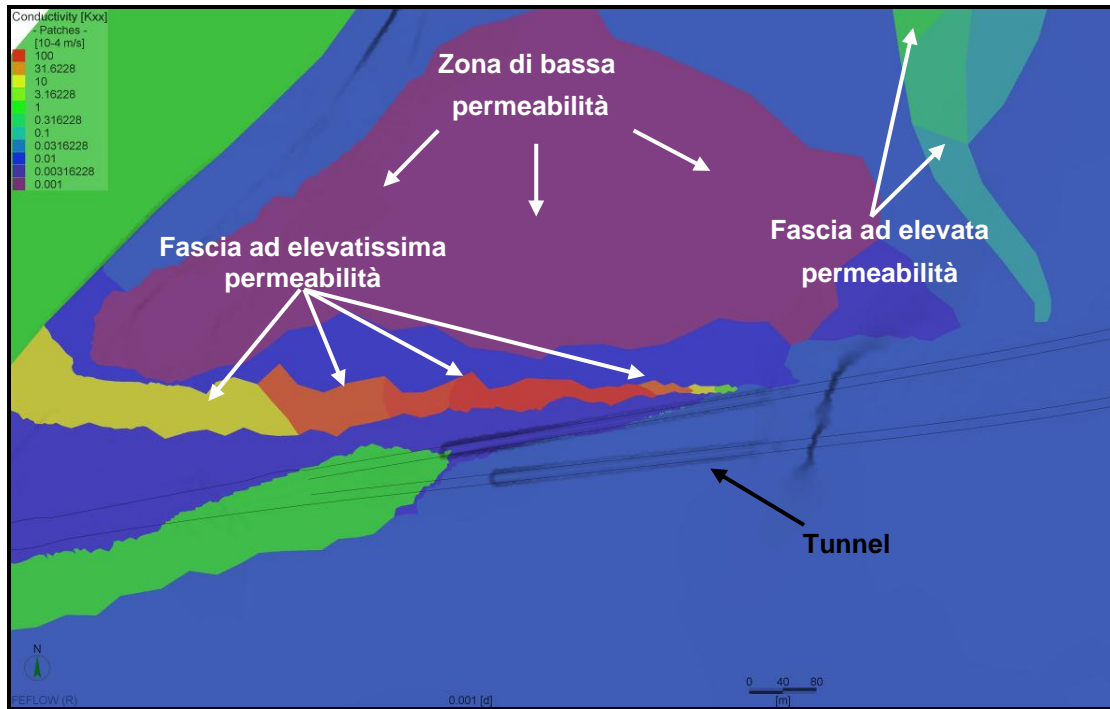 Conductivity [Kxx]
- Patches -
[10-4 m/s]
100
31.6228
10
3.16228
1
0.316228
0.1
0.0316228
0.01
0.00316228
0.001
Zona di bassa
permeabilità
Fascia ad elevatissima
permeabilità
Fascia ad elevata
permeabilità
Tunnel
N
FEFLOW (R)
0.001 [d]
0 40 80
[m]